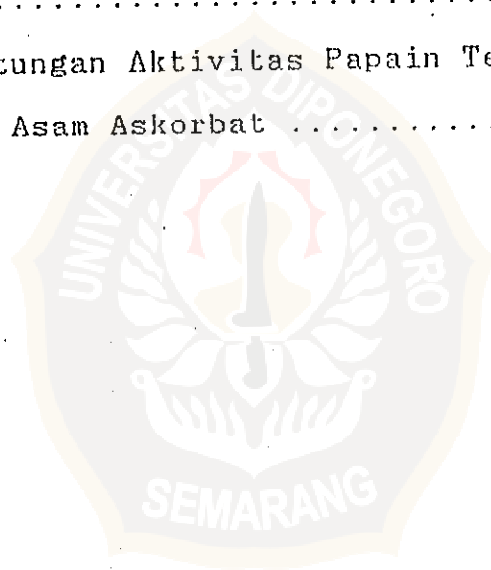 ....................
tungan Aktivitas Papain Te
Asam Askorbat ...........
UNIVERSITAS DIPONEGORO
SEMARANG